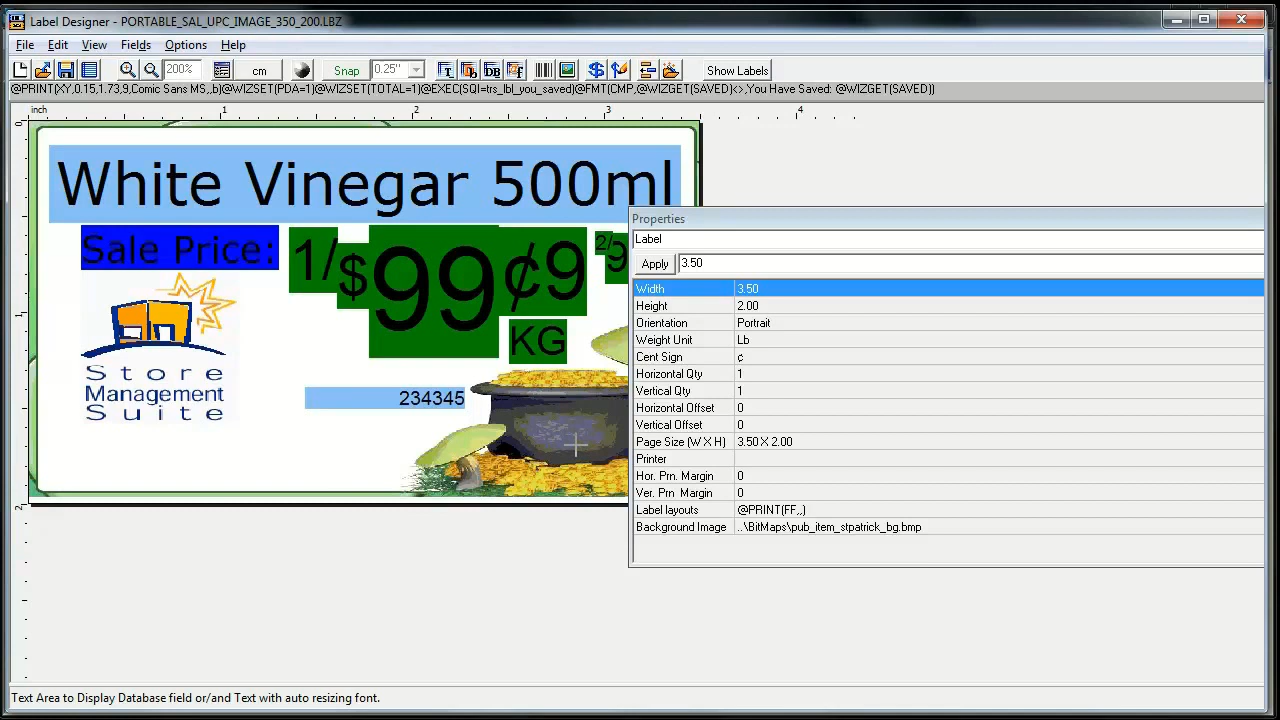 Label Designer - PORTABLE_SAL_UPC_IMAGE_350_200.LBZ
File Edit View Fields Options Help
200% cm Snap 0.25" Show Labels
@PRINT(XY,0.15,1.73,9,Comic Sans MS,,b)@WIZSET(PDA=1)@WIZSET(TOTAL=1)@EXEC(SQI=trs_lbl_you_saved)@FMT(CMP,@WIZGET(SAVED)<>,You Have Saved: @WIZGET(SAVED))
inch 1 2 3 4
0
White Vinegar 500ml
Sale Price: 1/ $ 99 ¢9 2/ 9
KG
Store
Management
Suite
234345
2
Properties
Label
Apply 3.50
Width 3.50
Height 2.00
Orientation Portrait
Weight Unit Lb
Cent Sign ¢
Horizontal Qty 1
Vertical Qty 1
Horizontal Offset 0
Vertical Offset 0
Page Size (W X H) 3.50 X 2.00
Printer
Hor. Prn. Margin 0
Ver. Prn Margin 0
Label layouts @PRINT(FF,,)
Background Image ..\BitMaps\pub_item_stpatrick_bg.bmp
Text Area to Display Database field or/and Text with auto resizing font.